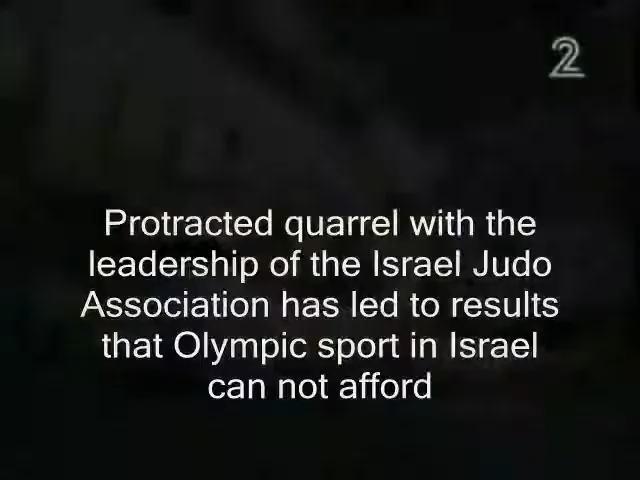 2
Protracted quarrel with the
leadership of the Israel Judo
Association has led to results
that Olympic sport in Israel
can not afford